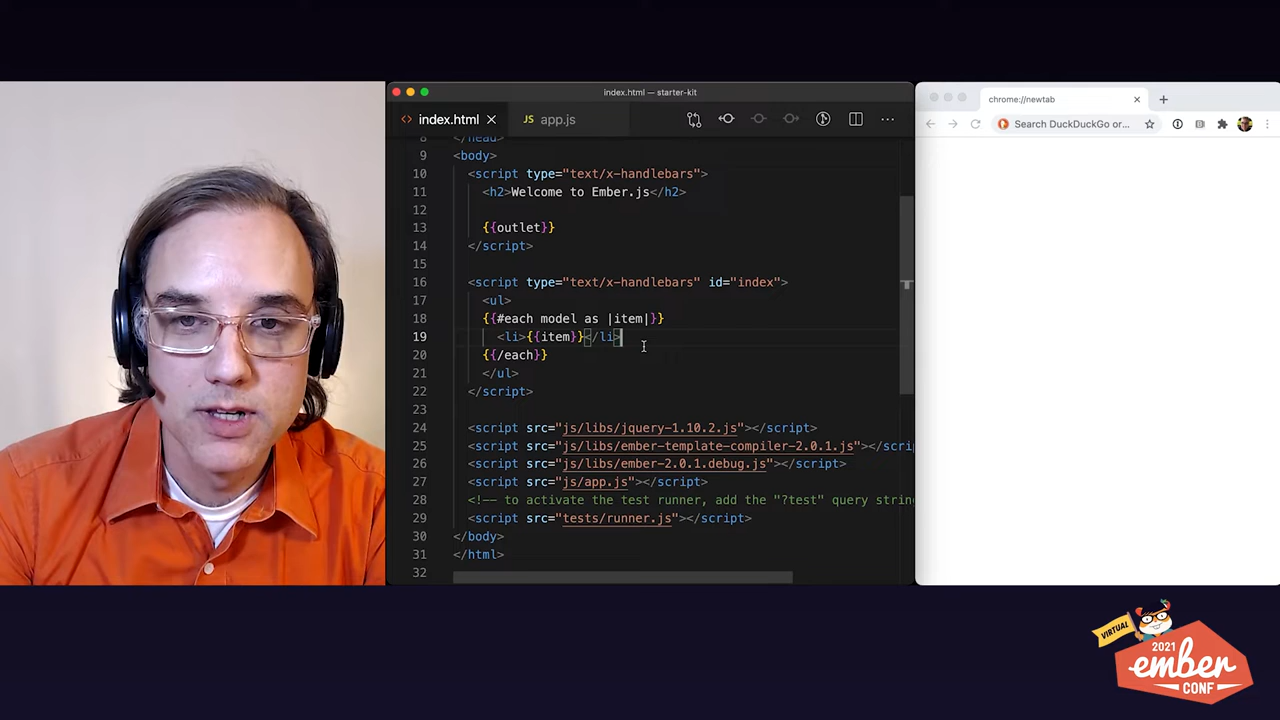 index.html — starter-kit
<> index.html
JS app.js
8 </head>
9 <body>
10 <script type="text/x-handlebars">
11 <h2>Welcome to Ember.js</h2>
12
13 {{outlet}}
14 </script>
15
16 <script type="text/x-handlebars" id="index">
17 <ul>
18 {{#each model as |item|}}
19 <li>{{item}}</li>
20 {{/each}}
21 </ul>
22 </script>
23
24 <script src="js/libs/jquery-1.10.2.js"></script>
25 <script src="js/libs/ember-template-compiler-2.0.1.js"></scri
26 <script src="js/libs/ember-2.0.1.debug.js"></script>
27 <script src="js/app.js"></script>
28 <!-- to activate the test runner, add the "?test" query string
29 <script src="tests/runner.js"></script>
30 </body>
31 </html>
32
chrome://newtab
Search DuckDuckGo or...
VIRTUAL
2021
ember
CONF